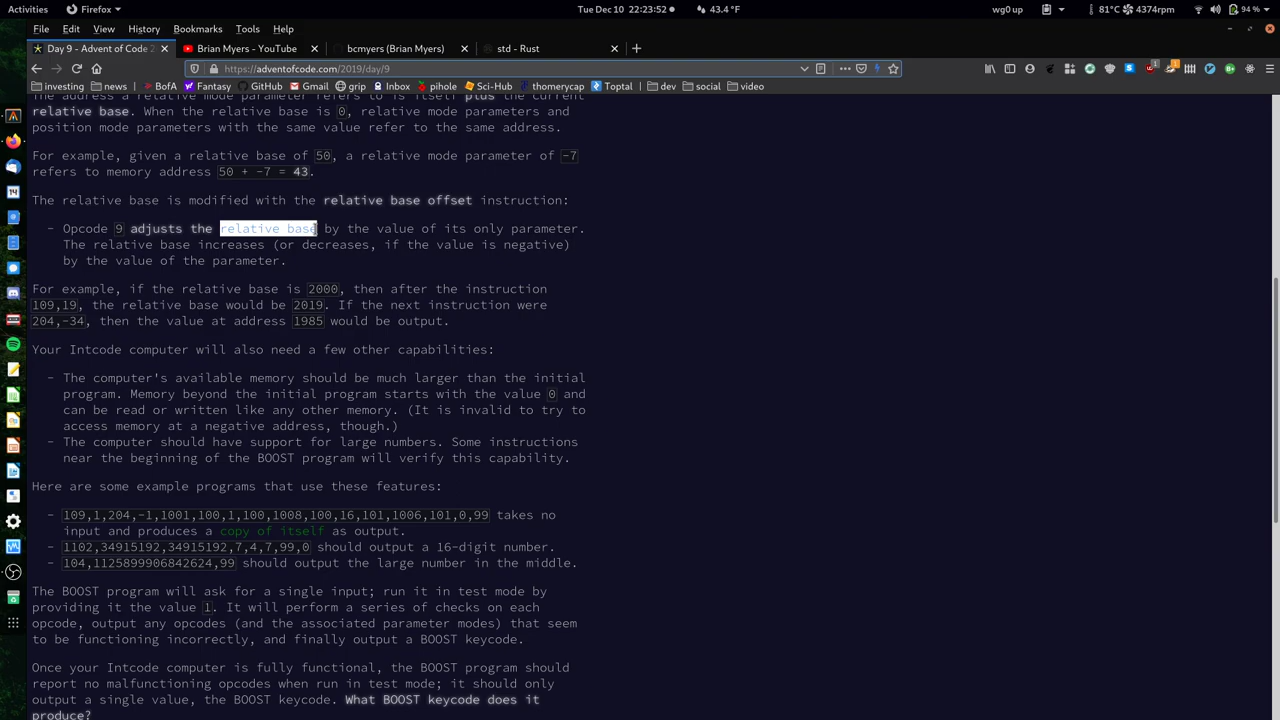 Activities
Firefox
Tue Dec 10 22:23:52
43.4 °F
wg0 up
81°C
4374rpm
94 %
File Edit View History Bookmarks Tools Help
Day 9 - Advent of Code 2
Brian Myers - YouTube
bcmyers (Brian Myers)
std - Rust
https://adventofcode.com/2019/day/9
investing news BofA Fantasy GitHub Gmail grip Inbox pihole Sci-Hub thomerycap Toptal dev social video
The address a relative mode parameter refers to is itself plus the current
relative base. When the relative base is 0, relative mode parameters and
position mode parameters with the same value refer to the same address.
For example, given a relative base of 50, a relative mode parameter of -7
refers to memory address 50 + -7 = 43.
The relative base is modified with the relative base offset instruction:
- Opcode 9 adjusts the relative base by the value of its only parameter.
The relative base increases (or decreases, if the value is negative)
by the value of the parameter.
For example, if the relative base is 2000, then after the instruction
109,19, the relative base would be 2019. If the next instruction were
204,-34, then the value at address 1985 would be output.
Your Intcode computer will also need a few other capabilities:
- The computer's available memory should be much larger than the initial
program. Memory beyond the initial program starts with the value 0 and
can be read or written like any other memory. (It is invalid to try to
access memory at a negative address, though.)
- The computer should have support for large numbers. Some instructions
near the beginning of the BOOST program will verify this capability.
Here are some example programs that use these features:
- 109,1,204,-1,1001,100,1,100,1008,100,16,101,1006,101,0,99 takes no
input and produces a copy of itself as output.
- 1102,34915192,34915192,7,4,7,99,0 should output a 16-digit number.
- 104,1125899906842624,99 should output the large number in the middle.
The BOOST program will ask for a single input; run it in test mode by
providing it the value 1. It will perform a series of checks on each
opcode, output any opcodes (and the associated parameter modes) that seem
to be functioning incorrectly, and finally output a BOOST keycode.
Once your Intcode computer is fully functional, the BOOST program should
report no malfunctioning opcodes when run in test mode; it should only
output a single value, the BOOST keycode. What BOOST keycode does it
produce?